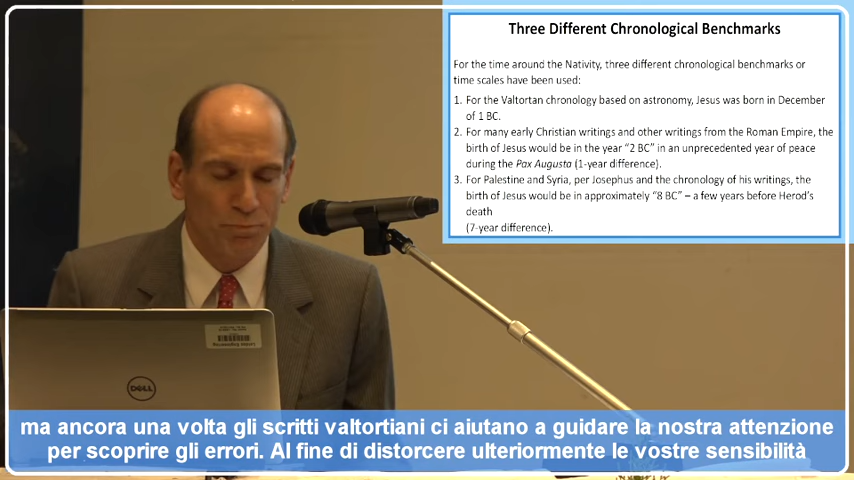 Three Different Chronological Benchmarks
For the time around the Nativity, three different chronological benchmarks or
time scales have been used:
1. For the Valtortan chronology based on astronomy, Jesus was born in December
of 1 BC.
2. For many early Christian writings and other writings from the Roman Empire, the
birth of Jesus would be in the year “2 BC” in an unprecedented year of peace
during the Pax Augusta (1-year difference).
3. For Palestine and Syria, per Josephus and the chronology of his writings, the
birth of Jesus would be in approximately “8 BC” – a few years before Herod’s
death
(7-year difference).
DELL
ma ancora una volta gli scritti valtortiani ci aiutano a guidare la nostra attenzione
per scoprire gli errori. Al fine di distorcere ulteriormente le vostre sensibilità